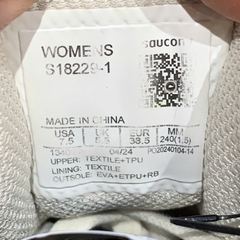 WOMENS
saucony
S18229-1
MADE IN CHINA
USA UK EUR MM
7.5 5.5 38.5 240(1.5)
04/24 PO20240104-14
UPPER: TEXTILE+TPU
LINING: TEXTILE
OUTSOLE: EVA+ETPU+RB